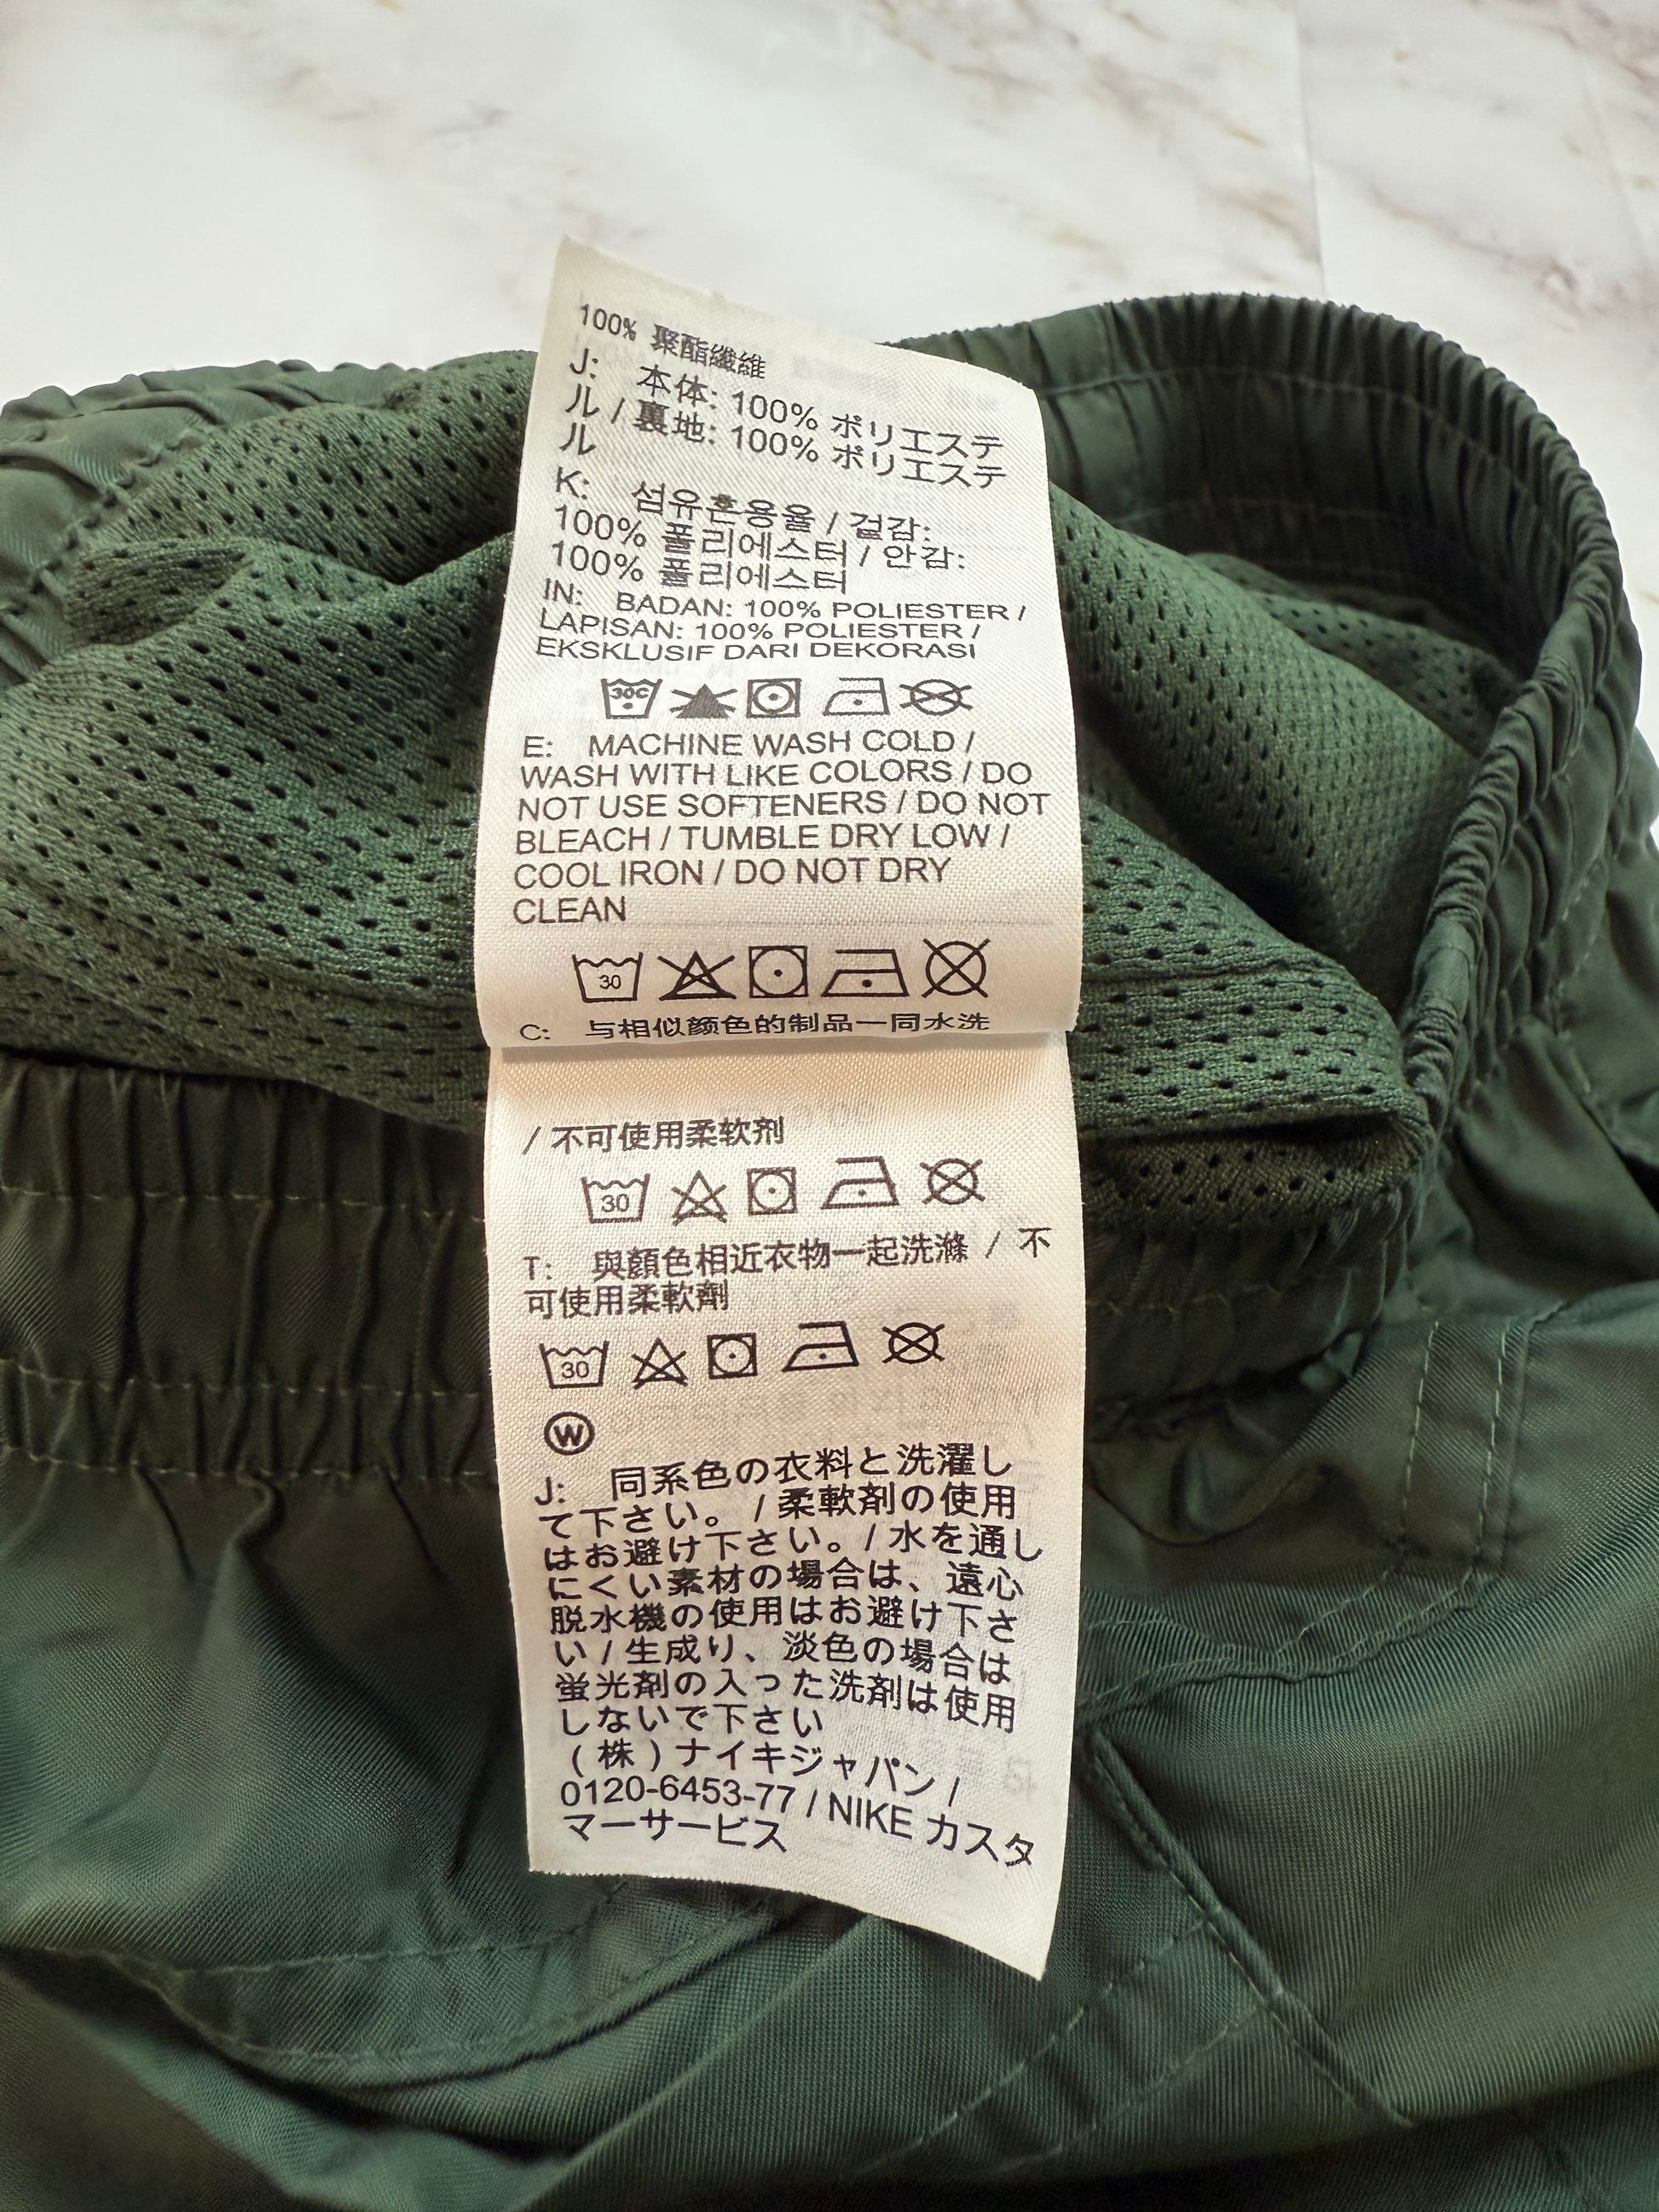 100% 聚酯纖維
J: 本体: 100% ポリエステ
ル / 裏地: 100% ポリエステ
ル
K: 섬유혼용율 / 겉감:
100% 폴리에스터 / 안감:
100% 폴리에스터
IN: BADAN: 100% POLIESTER /
LAPISAN: 100% POLIESTER /
EKSKLUSIF DARI DEKORASI
30C
E: MACHINE WASH COLD /
WASH WITH LIKE COLORS / DO
NOT USE SOFTENERS / DO NOT
BLEACH / TUMBLE DRY LOW /
COOL IRON / DO NOT DRY
CLEAN
30
C: 与相似颜色的制品一同水洗
/ 不可使用柔软剂
30
T: 與顏色相近衣物一起洗滌 / 不
可使用柔軟劑
30
W
J: 同系色の衣料と洗濯し
て下さい。 / 柔軟剤の使用
はお避け下さい。/ 水を通し
にくい素材の場合は、遠心
脱水機の使用はお避け下さ
い / 生成り、淡色の場合は
蛍光剤の入った洗剤は使用
しないで下さい
(株) ナイキジャパン /
0120-6453-77 / NIKE カスタ
マーサービス